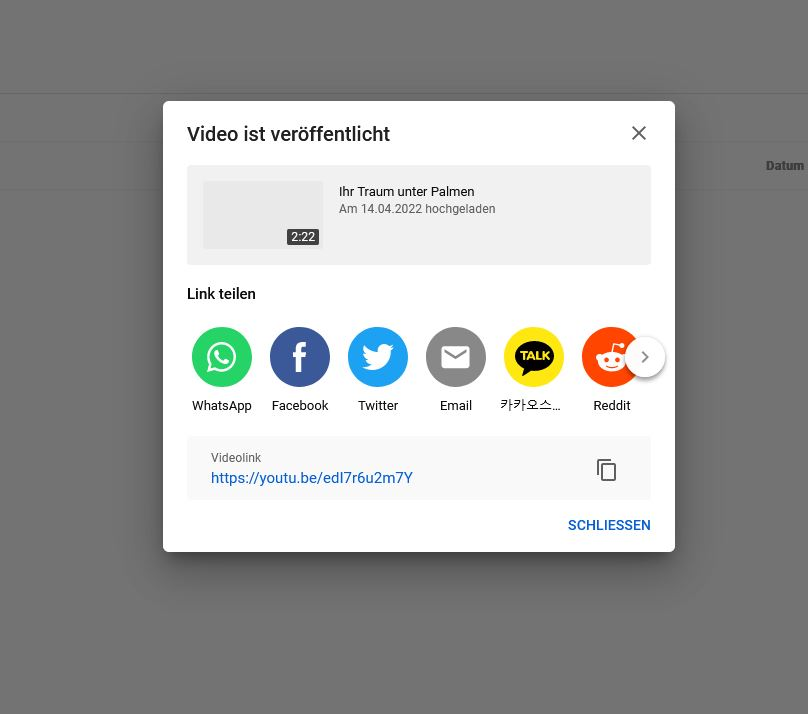 Video ist veröffentlicht
Datum
Ihr Traum unter Palmen
Am 14.04.2022 hochgeladen
2:22
Link teilen
TALK
WhatsApp
Facebook
Twitter
Email
카카오스...
Reddit
Videolink
https://youtu.be/edI7r6u2m7Y
SCHLIESSEN